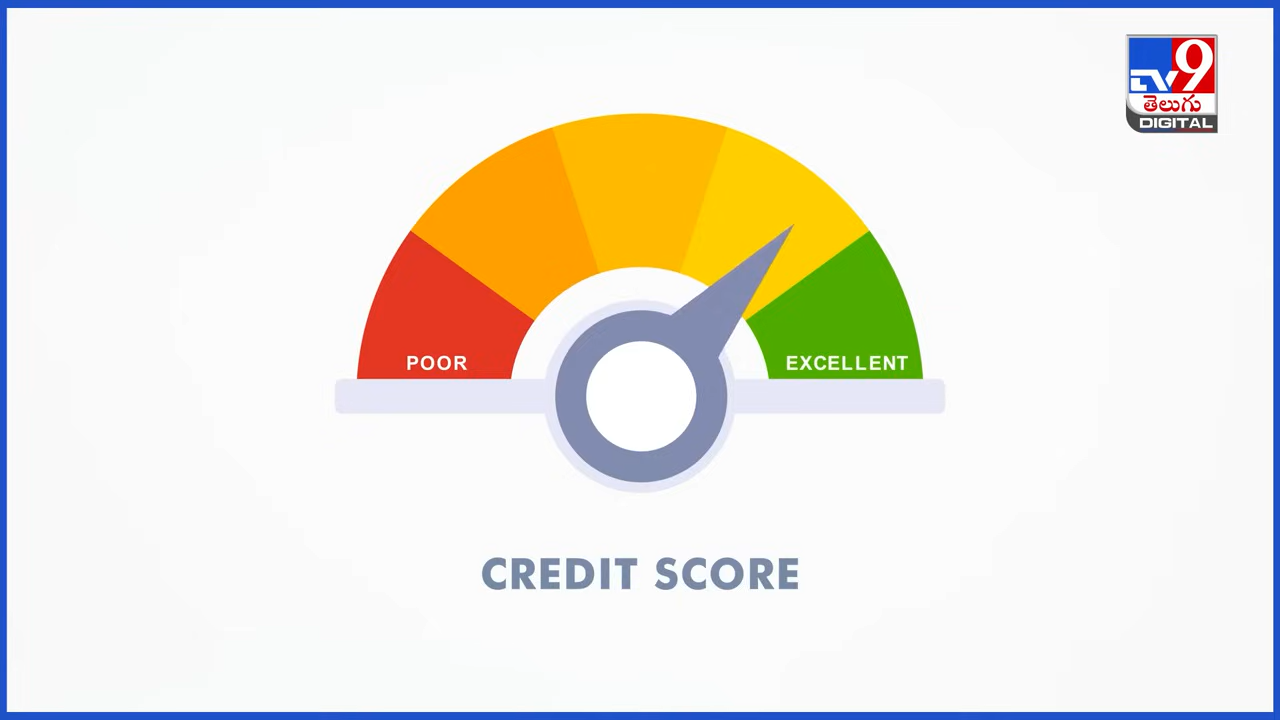 TV9
తెలుగు
DIGITAL
POOR
EXCELLENT
CREDIT SCORE